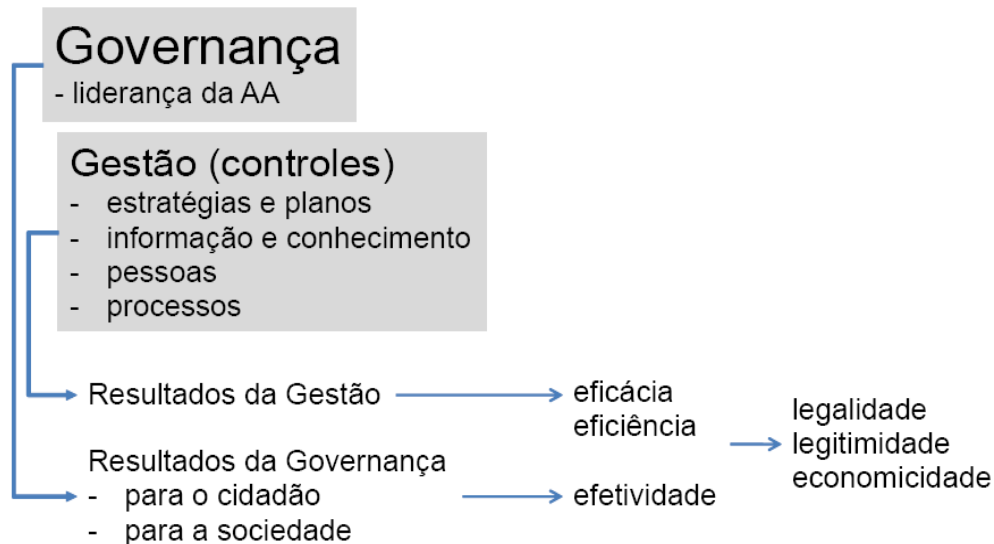 Governança
- liderança da AA
Gestão (controles)
- estratégias e planos
- informação e conhecimento
- pessoas
- processos
Resultados da Gestão
eficácia
eficiência
legalidade
legitimidade
economicidade
Resultados da Governança
- para o cidadão
- para a sociedade
efetividade